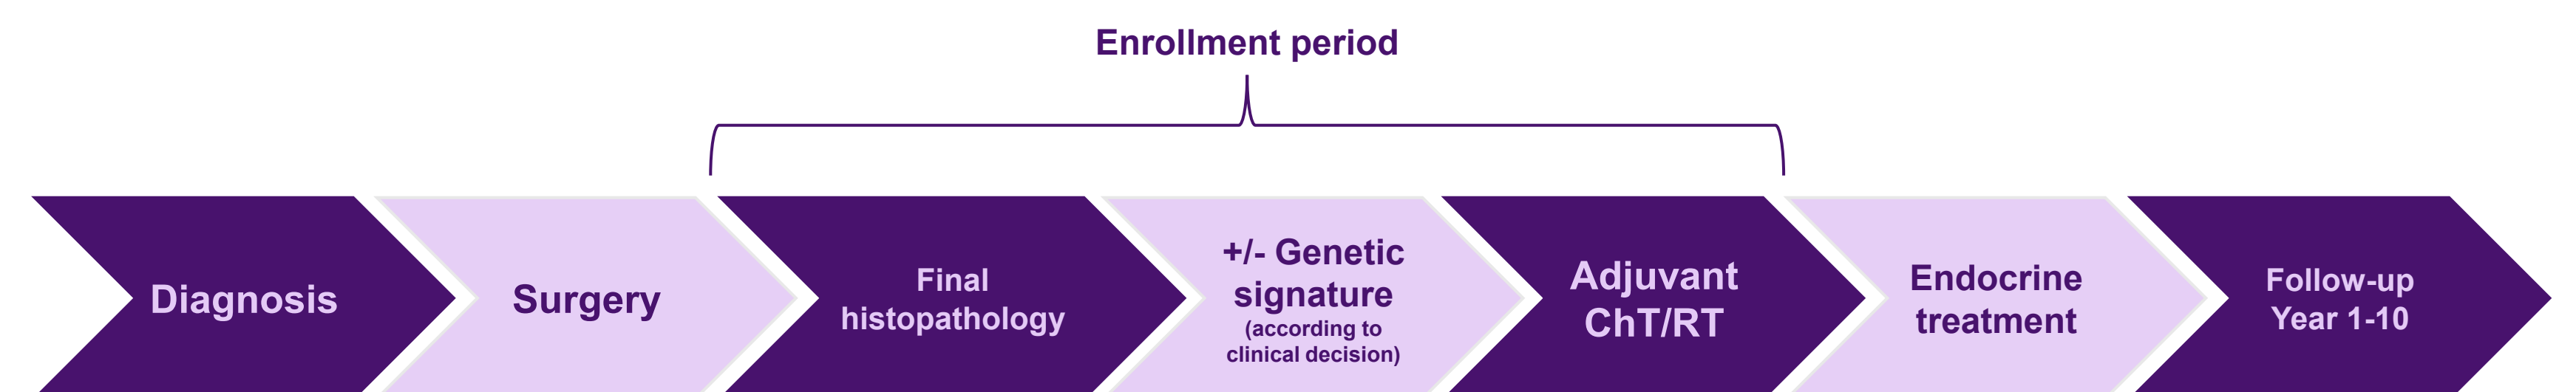 Enrollment period
Diagnosis
Surgery
Final
histopathology
+/- Genetic
signature
(according to
clinical decision)
Adjuvant
ChT/RT
Endocrine
treatment
Follow-up
Year 1-10